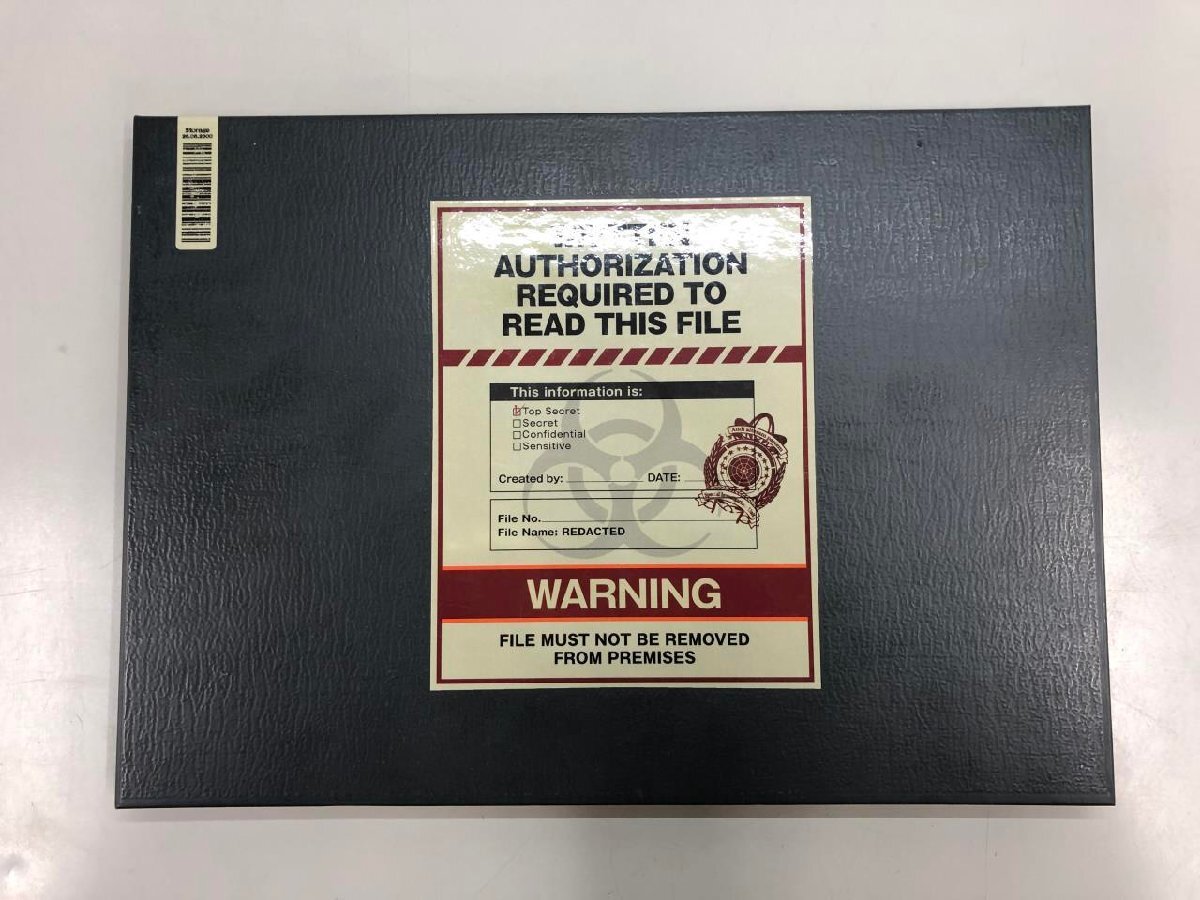 Storage
AUTHORIZATION
REQUIRED TO
READ THIS FILE
This information is:
Top Secret
Secret
Confidential
Sensitive
Created by: DATE:
File No.
File Name: REDACTED
WARNING
FILE MUST NOT BE REMOVED
FROM PREMISES